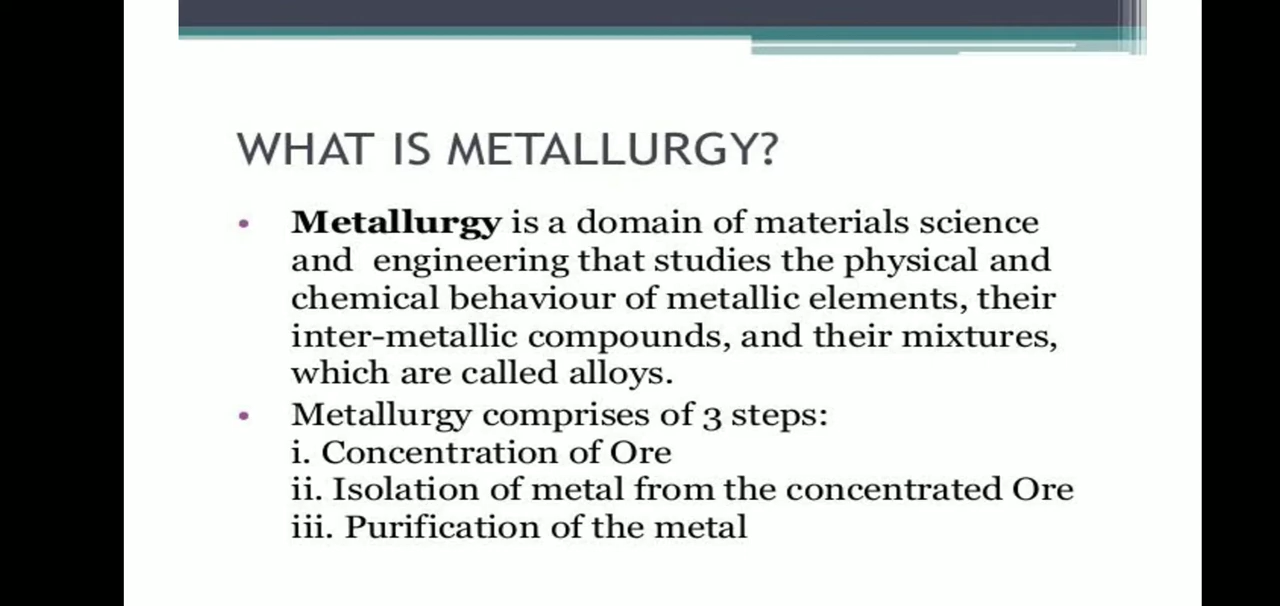 WHAT IS METALLURGY?
• Metallurgy is a domain of materials science
and engineering that studies the physical and
chemical behaviour of metallic elements, their
inter-metallic compounds, and their mixtures,
which are called alloys.
• Metallurgy comprises of 3 steps:
i. Concentration of Ore
ii. Isolation of metal from the concentrated Ore
iii. Purification of the metal